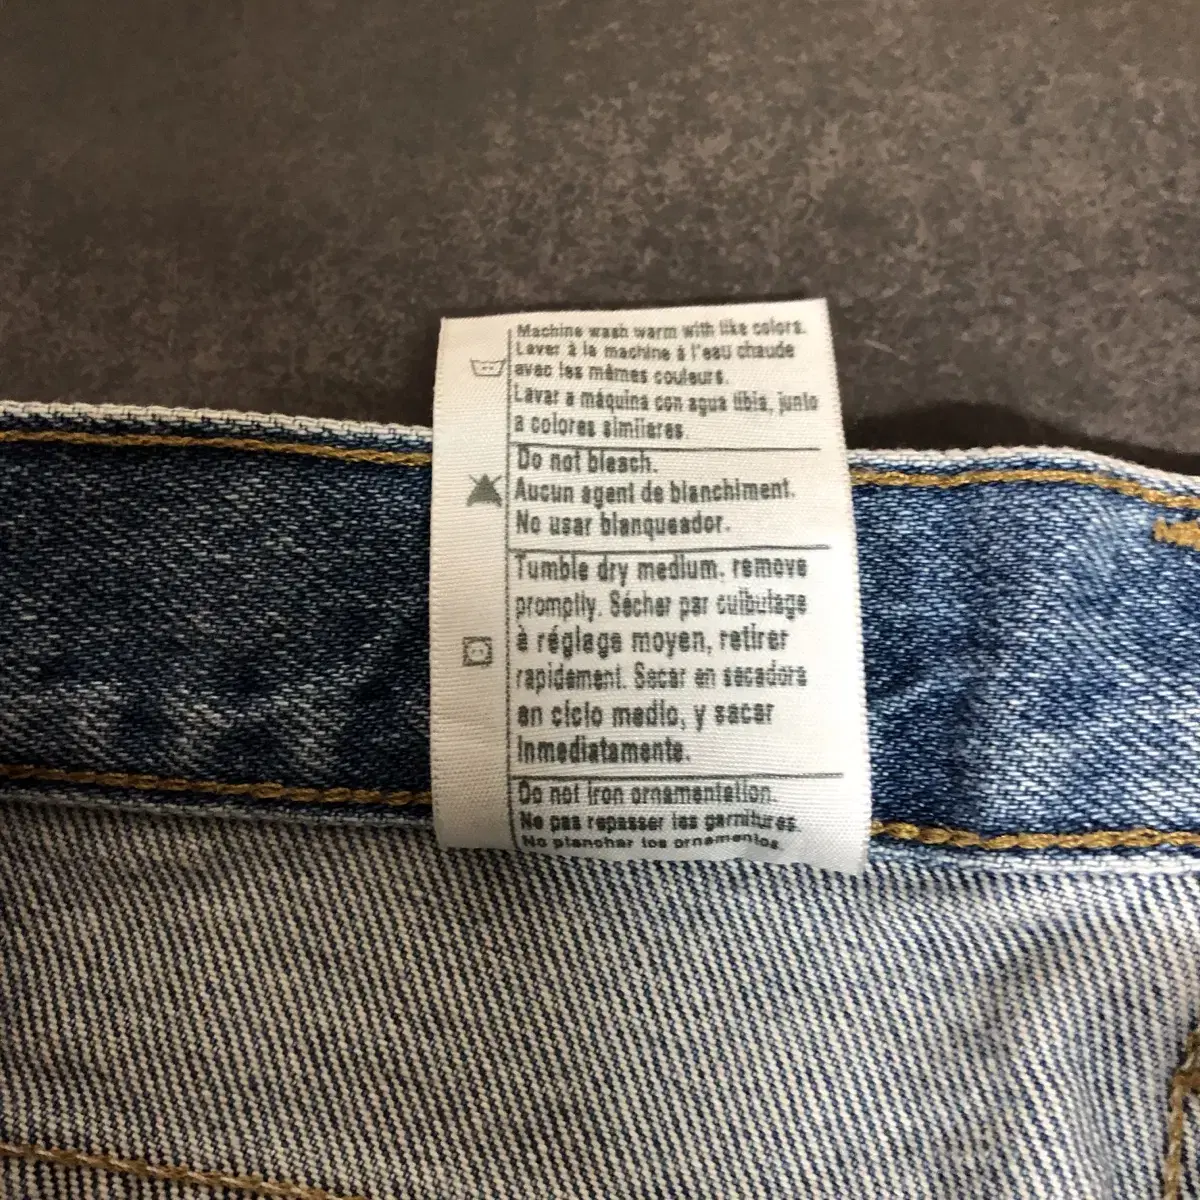 Machine wash warm with like colors.
Laver à la machine à l'eau chaude
avec les mêmes couleurs.
Lavar a máquina con agua tibia, junto
a colores similares.
Do not bleach.
Aucun agent de blanchiment.
No usar blanqueador.
Tumble dry medium, remove
promptly. Sécher par culbutage
à réglage moyen, retirer
rapidement. Secar en secadora
en ciclo medio, y sacar
inmediatamente.
Do not iron ornamentation.
Ne pas repasser les garnitures.
No planchar los ornamentos.